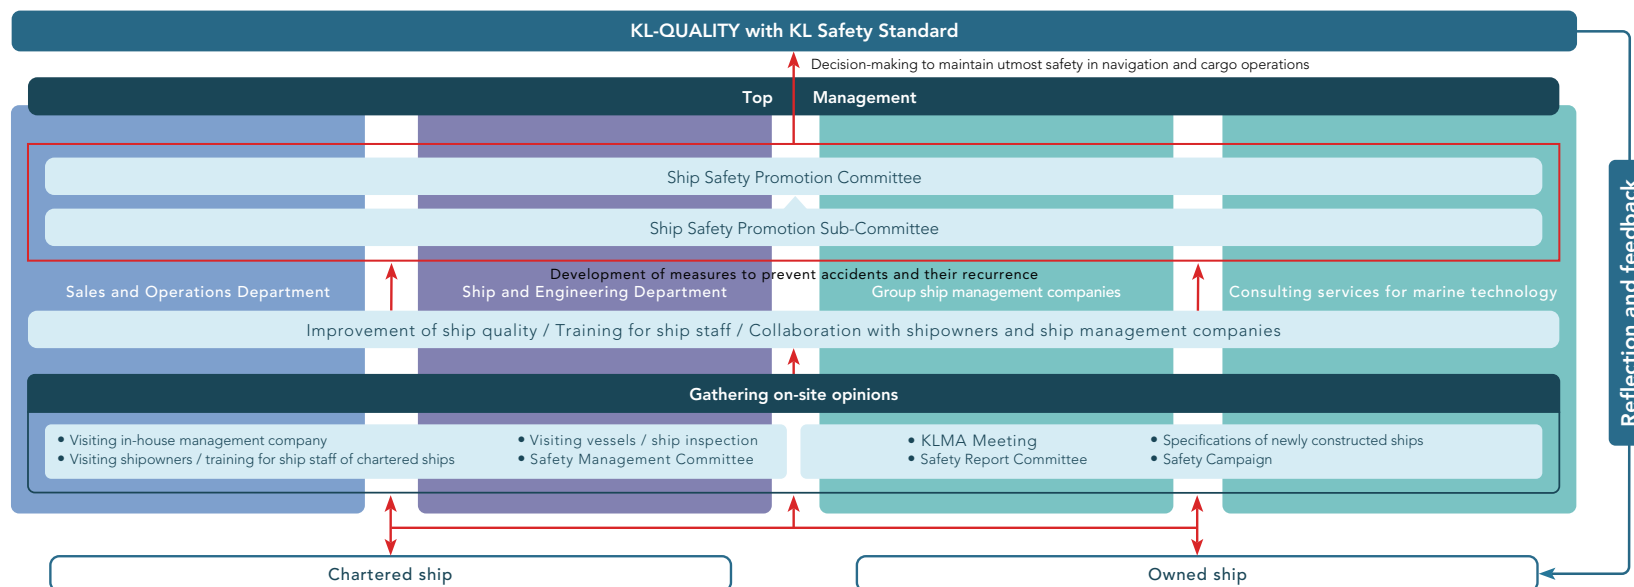 KL-QUALITY with KL Safety Standard
Decision-making to maintain utmost safety in navigation and cargo operations
Top Management
Ship Safety Promotion Committee
Ship Safety Promotion Sub-Committee
Development of measures to prevent accidents and their recurrence
Sales and Operations Department
Ship and Engineering Department
Group ship management companies
Consulting services for marine technology
Improvement of ship quality / Training for ship staff / Collaboration with shipowners and ship management companies
Gathering on-site opinions
• Visiting in-house management company
• Visiting shipowners / training for ship staff of chartered ships
• Visiting vessels / ship inspection
• Safety Management Committee
• KLMA Meeting
• Safety Report Committee
• Specifications of newly constructed ships
• Safety Campaign
Chartered ship
Owned ship
Reflection and feedback